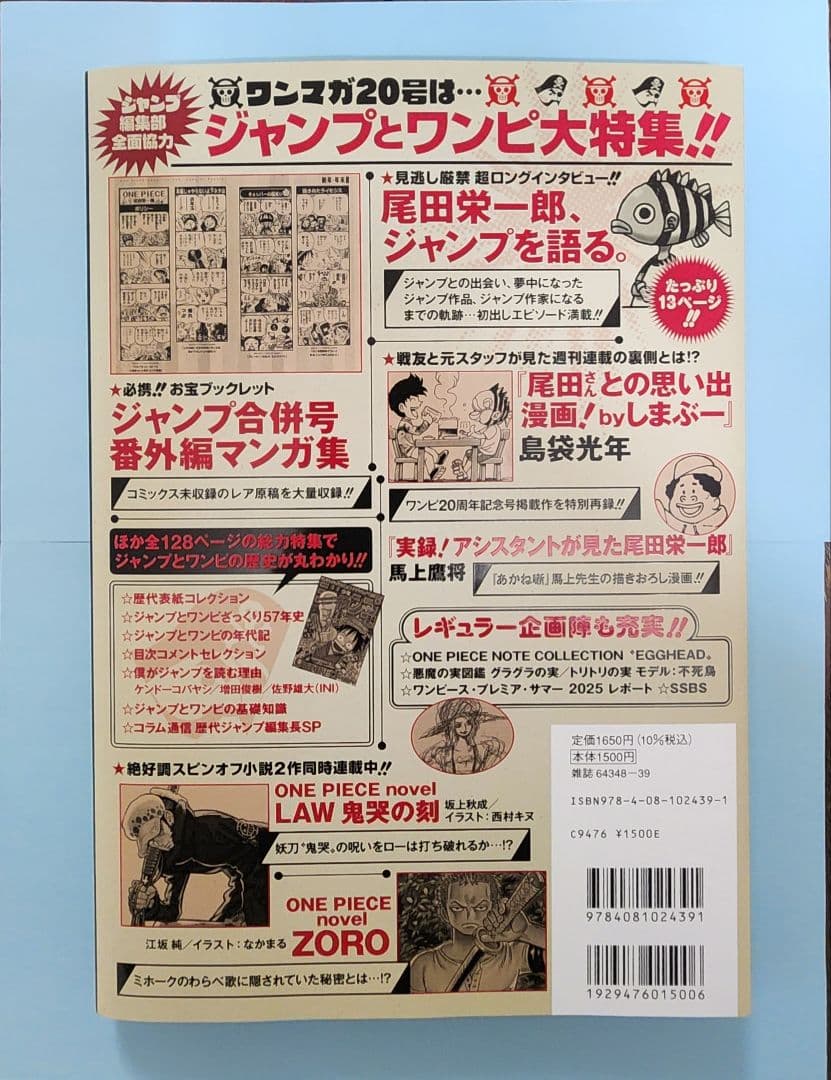 ジャンプ
編集部
全面協力
ワンマガ20号は…
ジャンプとワンピ大特集!!
ONE PIECE
★必携!! お宝ブックレット
ジャンプ合併号
番外編マンガ集
コミックス未収録のレア原稿を大量収録!!
★見逃し厳禁 超ロングインタビュー!!
尾田栄一郎、
ジャンプを語る。
ジャンプとの出会い、夢中になった
ジャンプ作品、ジャンプ作家になる
までの軌跡…初出しエピソード満載!!
たっぷり
13ページ
!!
★戦友と元スタッフが見た週刊連載の裏側とは!?
『尾田さんとの思い出
漫画! byしまぶー』
島袋光年
ワンピ20周年記念号掲載作を特別再録!!
『実録! アシスタントが見た尾田栄一郎』
馬上鷹将
『あかね噺』馬上先生の描きおろし漫画!!
ほか全128ページの総力特集で
ジャンプとワンピの歴史が丸わかり!!
☆歴代表紙コレクション
☆ジャンプとワンピざっくり57年史
☆ジャンプとワンピの年代記
☆目次コメントセレクション
☆僕がジャンプを読む理由
ケンドーコバヤシ/増田俊樹/佐野雄大(INI)
☆ジャンプとワンピの基礎知識
☆コラム通信 歴代ジャンプ編集長SP
レギュラー企画陣も充実!!
☆ONE PIECE NOTE COLLECTION “EGGHEAD”
☆悪魔の実図鑑 グラグラの実/トリトリの実 モデル:不死鳥
☆ワンピース・プレミア・サマー 2025 レポート ☆SSBS
★絶好調スピンオフ小説2作同時連載中!!
ONE PIECE novel
LAW 鬼哭の刻
坂上秋成/
イラスト:西村キヌ
妖刀“鬼哭”の呪いをローは打ち破れるか…!?
ONE PIECE
novel
ZORO
江坂 純/イラスト:なかまる
ミホークのわらべ歌に隠されていた秘密とは…!?
定価1650円(10%税込)
本体1500円
雑誌 64348-39
ISBN978-4-08-102439-1
C9476 ¥1500E
9784081024391
1929476015006